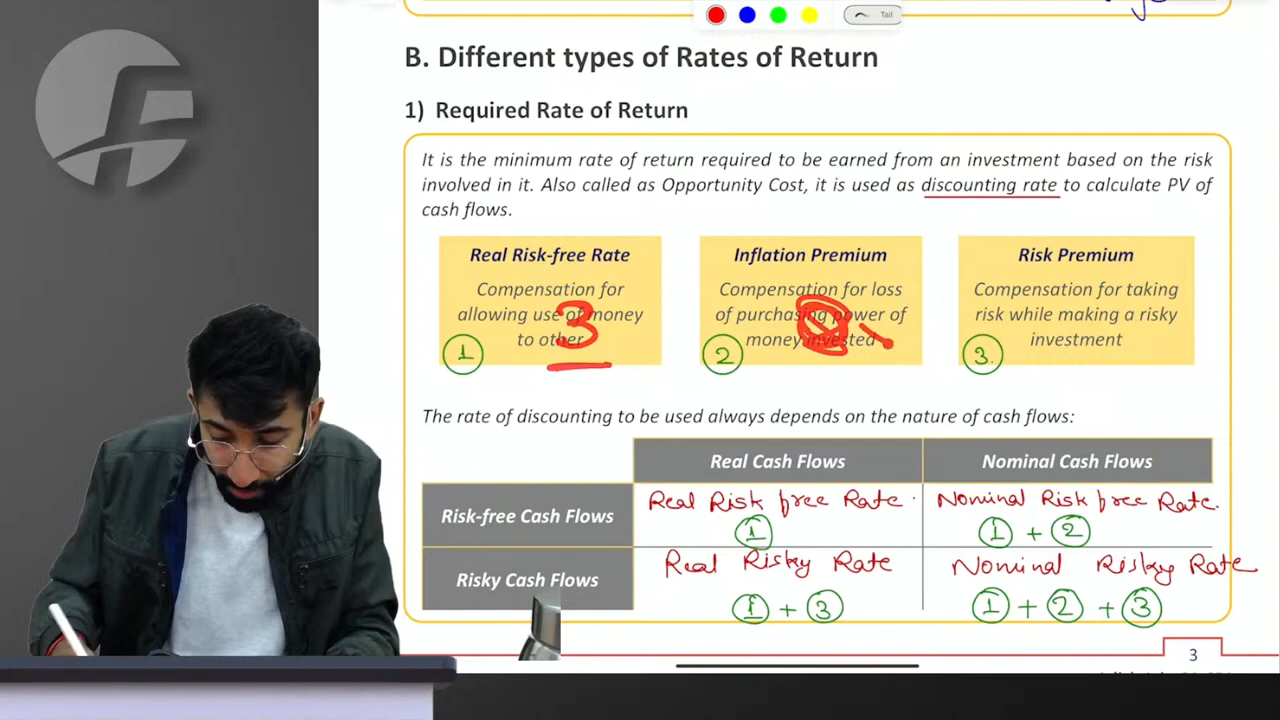 Tail
B. Different types of Rates of Return
1) Required Rate of Return
It is the minimum rate of return required to be earned from an investment based on the risk
involved in it. Also called as Opportunity Cost, it is used as discounting rate to calculate PV of
cash flows.
Real Risk-free Rate
Compensation for
allowing use of money
to other
3
1
Inflation Premium
Compensation for loss
of purchasing power of
money invested
2
Risk Premium
Compensation for taking
risk while making a risky
investment
3.
The rate of discounting to be used always depends on the nature of cash flows:
Real Cash Flows Nominal Cash Flows
Risk-free Cash Flows
Real Risk free Rate
1
Nominal Risk free Rate.
1 + 2
Risky Cash Flows
Real Risky Rate
1 + 3
Nominal Risky Rate
1 + 2 + 3
3